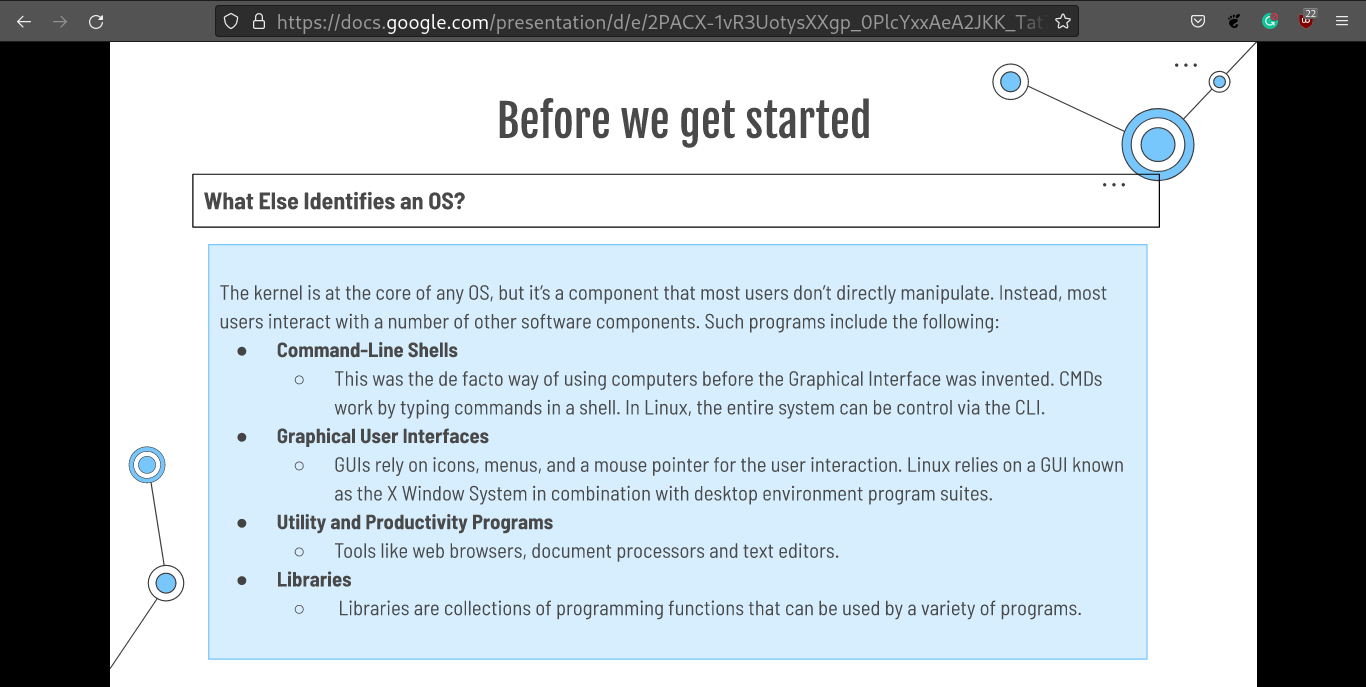 https://docs.google.com/presentation/d/e/2PACX-1vR3UotysXXgp_0PlcYxxAeA2JKK_Tat
22
Before we get started
What Else Identifies an OS?
The kernel is at the core of any OS, but it’s a component that most users don’t directly manipulate. Instead, most
users interact with a number of other software components. Such programs include the following:
● Command-Line Shells
○ This was the de facto way of using computers before the Graphical Interface was invented. CMDs
work by typing commands in a shell. In Linux, the entire system can be control via the CLI.
● Graphical User Interfaces
○ GUIs rely on icons, menus, and a mouse pointer for the user interaction. Linux relies on a GUI known
as the X Window System in combination with desktop environment program suites.
● Utility and Productivity Programs
○ Tools like web browsers, document processors and text editors.
● Libraries
○ Libraries are collections of programming functions that can be used by a variety of programs.